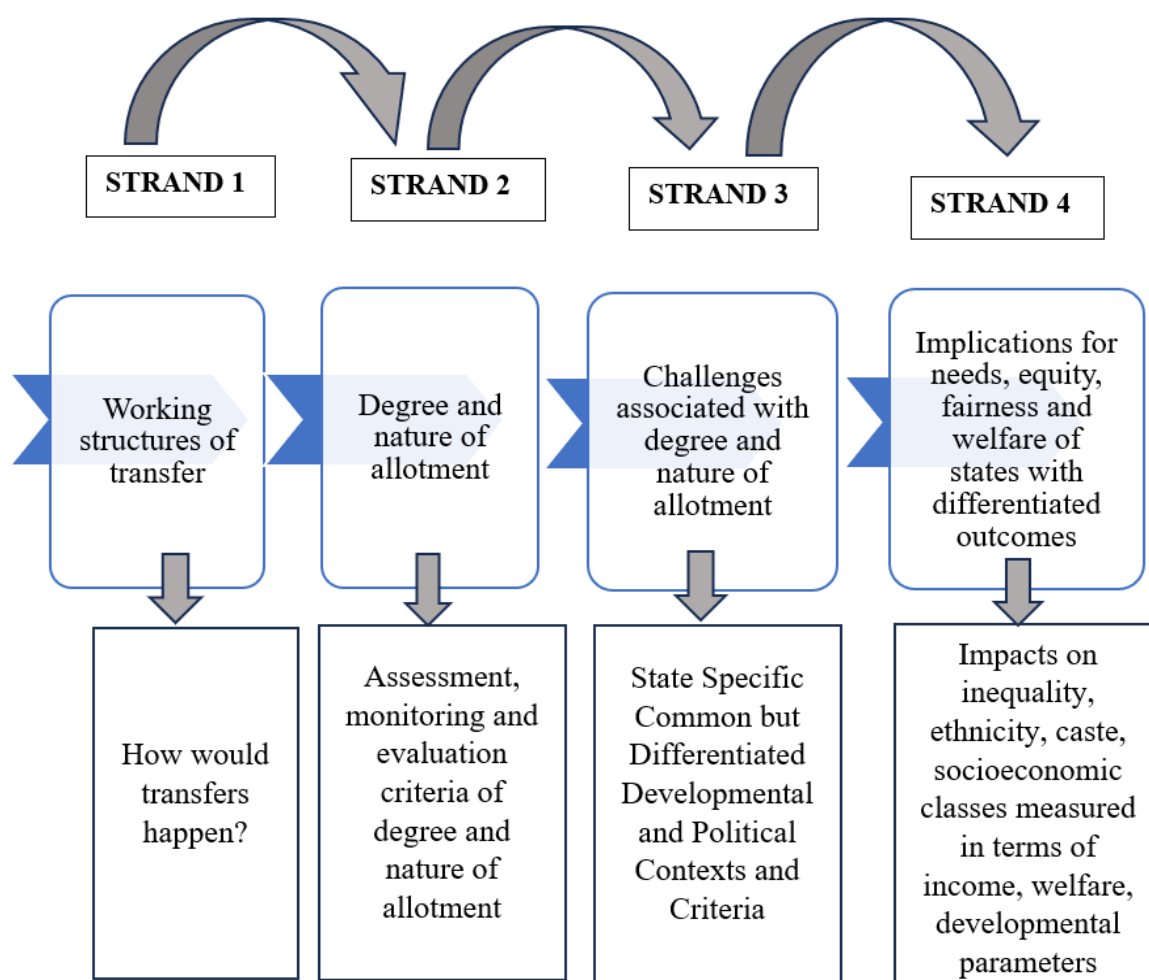 STRAND 1
STRAND 2
STRAND 3
STRAND 4
Working
structures of
transfer
Degree and
nature of
allotment
Challenges
associated with
degree and
nature of
allotment
Implications for
needs, equity,
fairness and
welfare of
states with
differentiated
outcomes
How would
transfers
happen?
Assessment,
monitoring and
evaluation
criteria of
degree and
nature of
allotment
State Specific
Common but
Differentiated
Developmental
and Political
Contexts and
Criteria
Impacts on
inequality,
ethnicity, caste,
socioeconomic
classes measured
in terms of
income, welfare,
developmental
parameters